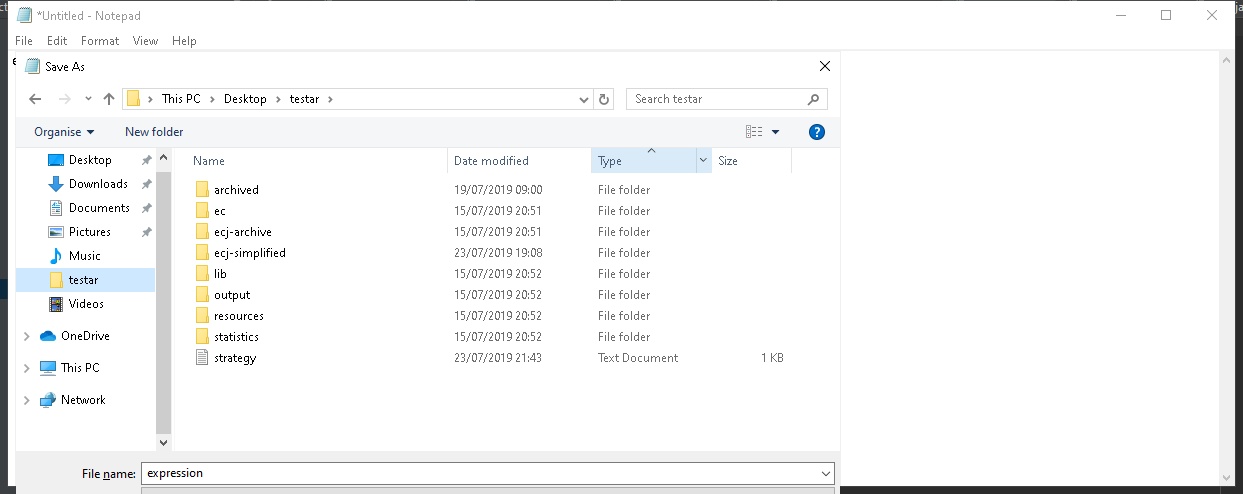 *Untitled - Notepad
File Edit Format View Help
Save As
This PC Desktop testar
Search testar
Organise New folder
Name Date modified Type Size
Desktop
Downloads
Documents
Pictures
Music
testar
Videos
OneDrive
This PC
Network
archived 19/07/2019 09:00 File folder
ec 15/07/2019 20:51 File folder
ecj-archive 15/07/2019 20:51 File folder
ecj-simplified 23/07/2019 19:08 File folder
lib 15/07/2019 20:52 File folder
output 15/07/2019 20:52 File folder
resources 15/07/2019 20:52 File folder
statistics 15/07/2019 20:52 File folder
strategy 23/07/2019 21:43 Text Document 1 KB
File name: expression